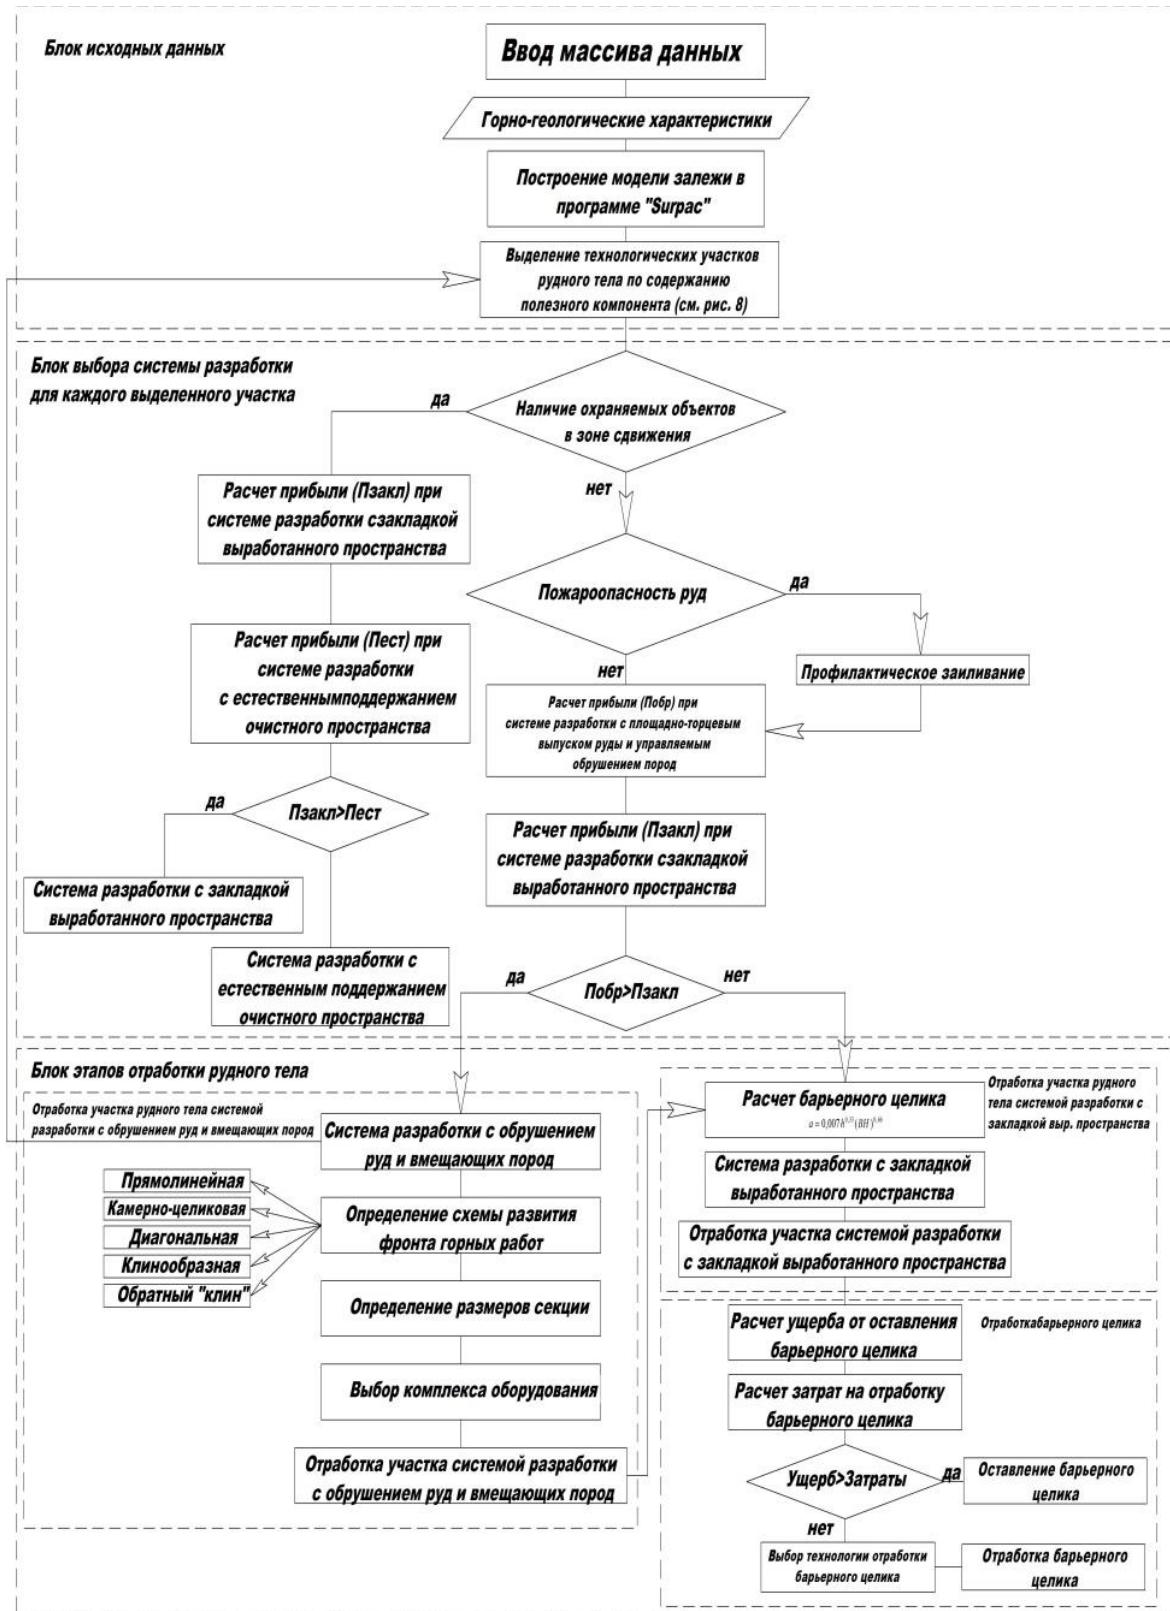 Блок исходных данных
Ввод массива данных
Горно-геологические характеристики
Построение модели залежи в
программе "Surpac"
Выделение технологических участков
рудного тела по содержанию
полезного компонента (см. рис. 8)
Блок выбора системы разработки
для каждого выделенного участка
да
Наличие охраняемых объектов
в зоне сдвижения
нет
Расчет прибыли (Пзакл) при
системе разработки сзакладкой
выработанного пространства
Пожароопасность руд
да
Расчет прибыли (Пест) при
системе разработки
с естественнымподдержанием
очистного пространства
нет
Профилактическое заиливание
Расчет прибыли (Побр) при
системе разработки с площадно-торцевым
выпуском руды и управляемым
обрушением пород
да
Пзакл>Пест
Расчет прибыли (Пзакл) при
системе разработки сзакладкой
выработанного пространства
Система разработки с закладкой
выработанного пространства
Система разработки с
естественным поддержанием
очистного пространства
да
Побр>Пзакл
нет
Блок этапов отработки рудного тела
Отработка участка рудного тела системой
разработки с обрушением руд и вмещающих пород
Система разработки с обрушением
руд и вмещающих пород
Прямолинейная
Камерно-целиковая
Диагональная
Клинообразная
Обратный "клин"
Определение схемы развития
фронта горных работ
Определение размеров секции
Выбор комплекса оборудования
Отработка участка системой разработки
с обрушением руд и вмещающих пород
Расчет барьерного целика
Отработка участка рудного
тела системой разработки с
закладкой выр. пространства
Система разработки с закладкой
выработанного пространства
Отработка участка системой разработки
с закладкой выработанного пространства
Расчет ущерба от оставления
барьерного целика
Отработкабарьерного целика
Расчет затрат на отработку
барьерного целика
Ущерб>Затраты
да
Оставление барьерного
целика
нет
Выбор технологии отработки
барьерного целика
Отработка барьерного
целика